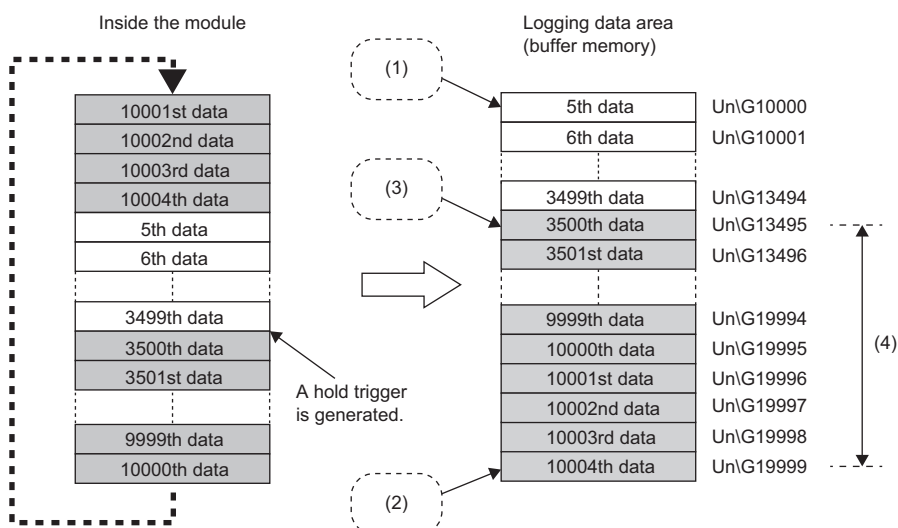 Inside the module
10001st data
10002nd data
10003rd data
10004th data
5th data
6th data
3499th data
3500th data
3501st data
9999th data
10000th data
A hold trigger
is generated.
Logging data area
(buffer memory)
(1)
(3)
(2)
5th data Un\G10000
6th data Un\G10001
3499th data Un\G13494
3500th data Un\G13495
3501st data Un\G13496
9999th data Un\G19994
10000th data Un\G19995
10001st data Un\G19996
10002nd data Un\G19997
10003rd data Un\G19998
10004th data Un\G19999
(4)